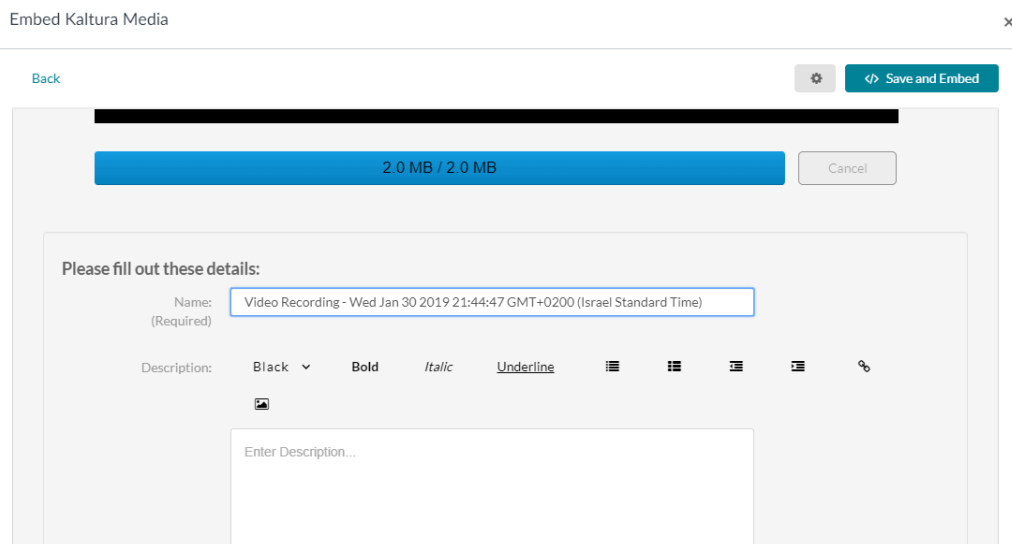 Embed Kaltura Media
×
Back
</> Save and Embed
2.0 MB / 2.0 MB
Cancel
Please fill out these details:
Name:
Video Recording - Wed Jan 30 2019 21:44:47 GMT+0200 (Israel Standard Time)
(Required)
Description:
Black
Bold
Italic
Underline
Enter Description...